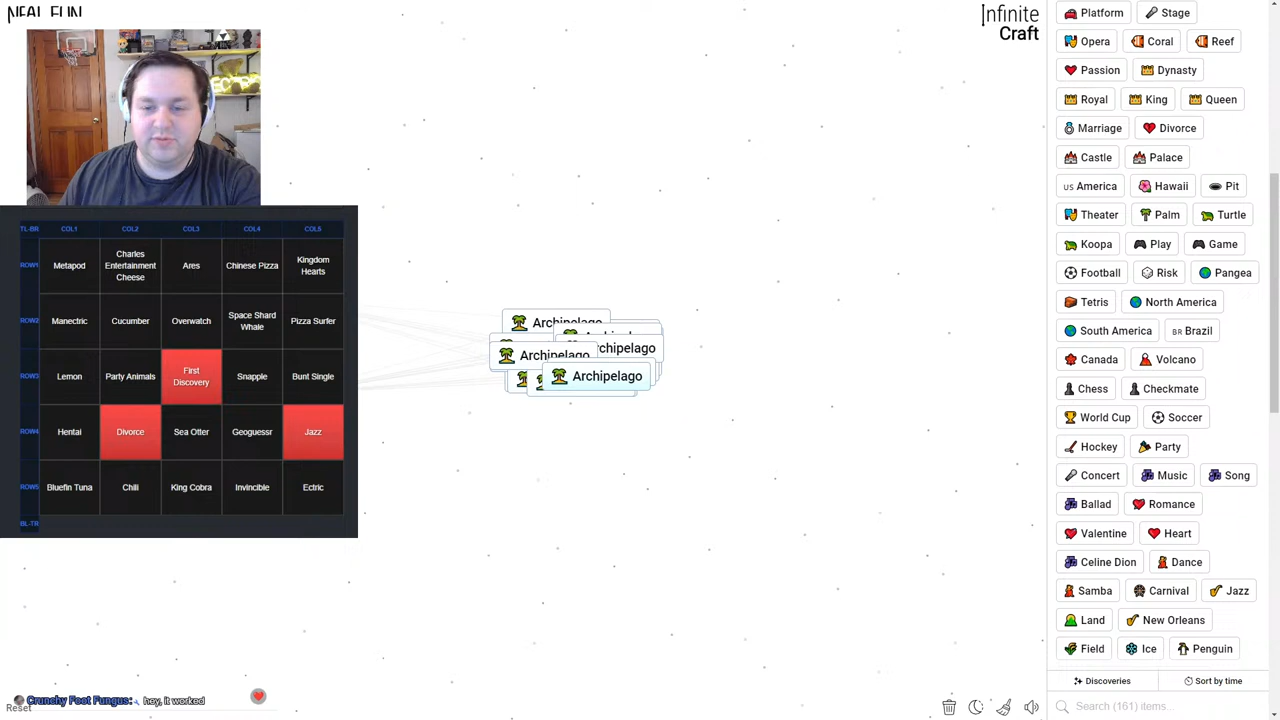 NEAL.FUN
Infinite
Craft
TL-BR COL1 COL2 COL3 COL4 COL5
ROW1 Metapod Charles Entertainment Cheese Ares Chinese Pizza Kingdom Hearts
ROW2 Manectric Cucumber Overwatch Space Shard Whale Pizza Surfer
ROW3 Lemon Party Animals First Discovery Snapple Bunt Single
ROW4 Hentai Divorce Sea Otter Geoguessr Jazz
ROW5 Bluefin Tuna Chili King Cobra Invincible Ectric
BL-TR
Archipelago
Archipelago
Archipelago
Archipelago
Platform Stage
Opera Coral Reef
Passion Dynasty
Royal King Queen
Marriage Divorce
Castle Palace
US America Hawaii Pit
Theater Palm Turtle
Koopa Play Game
Football Risk Pangea
Tetris North America
South America BR Brazil
Canada Volcano
Chess Checkmate
World Cup Soccer
Hockey Party
Concert Music Song
Ballad Romance
Valentine Heart
Celine Dion Dance
Samba Carnival Jazz
Land New Orleans
Field Ice Penguin
Discoveries Sort by time
Search (161) items...
Crunchy Foot Fungus: hey, it worked
Reset